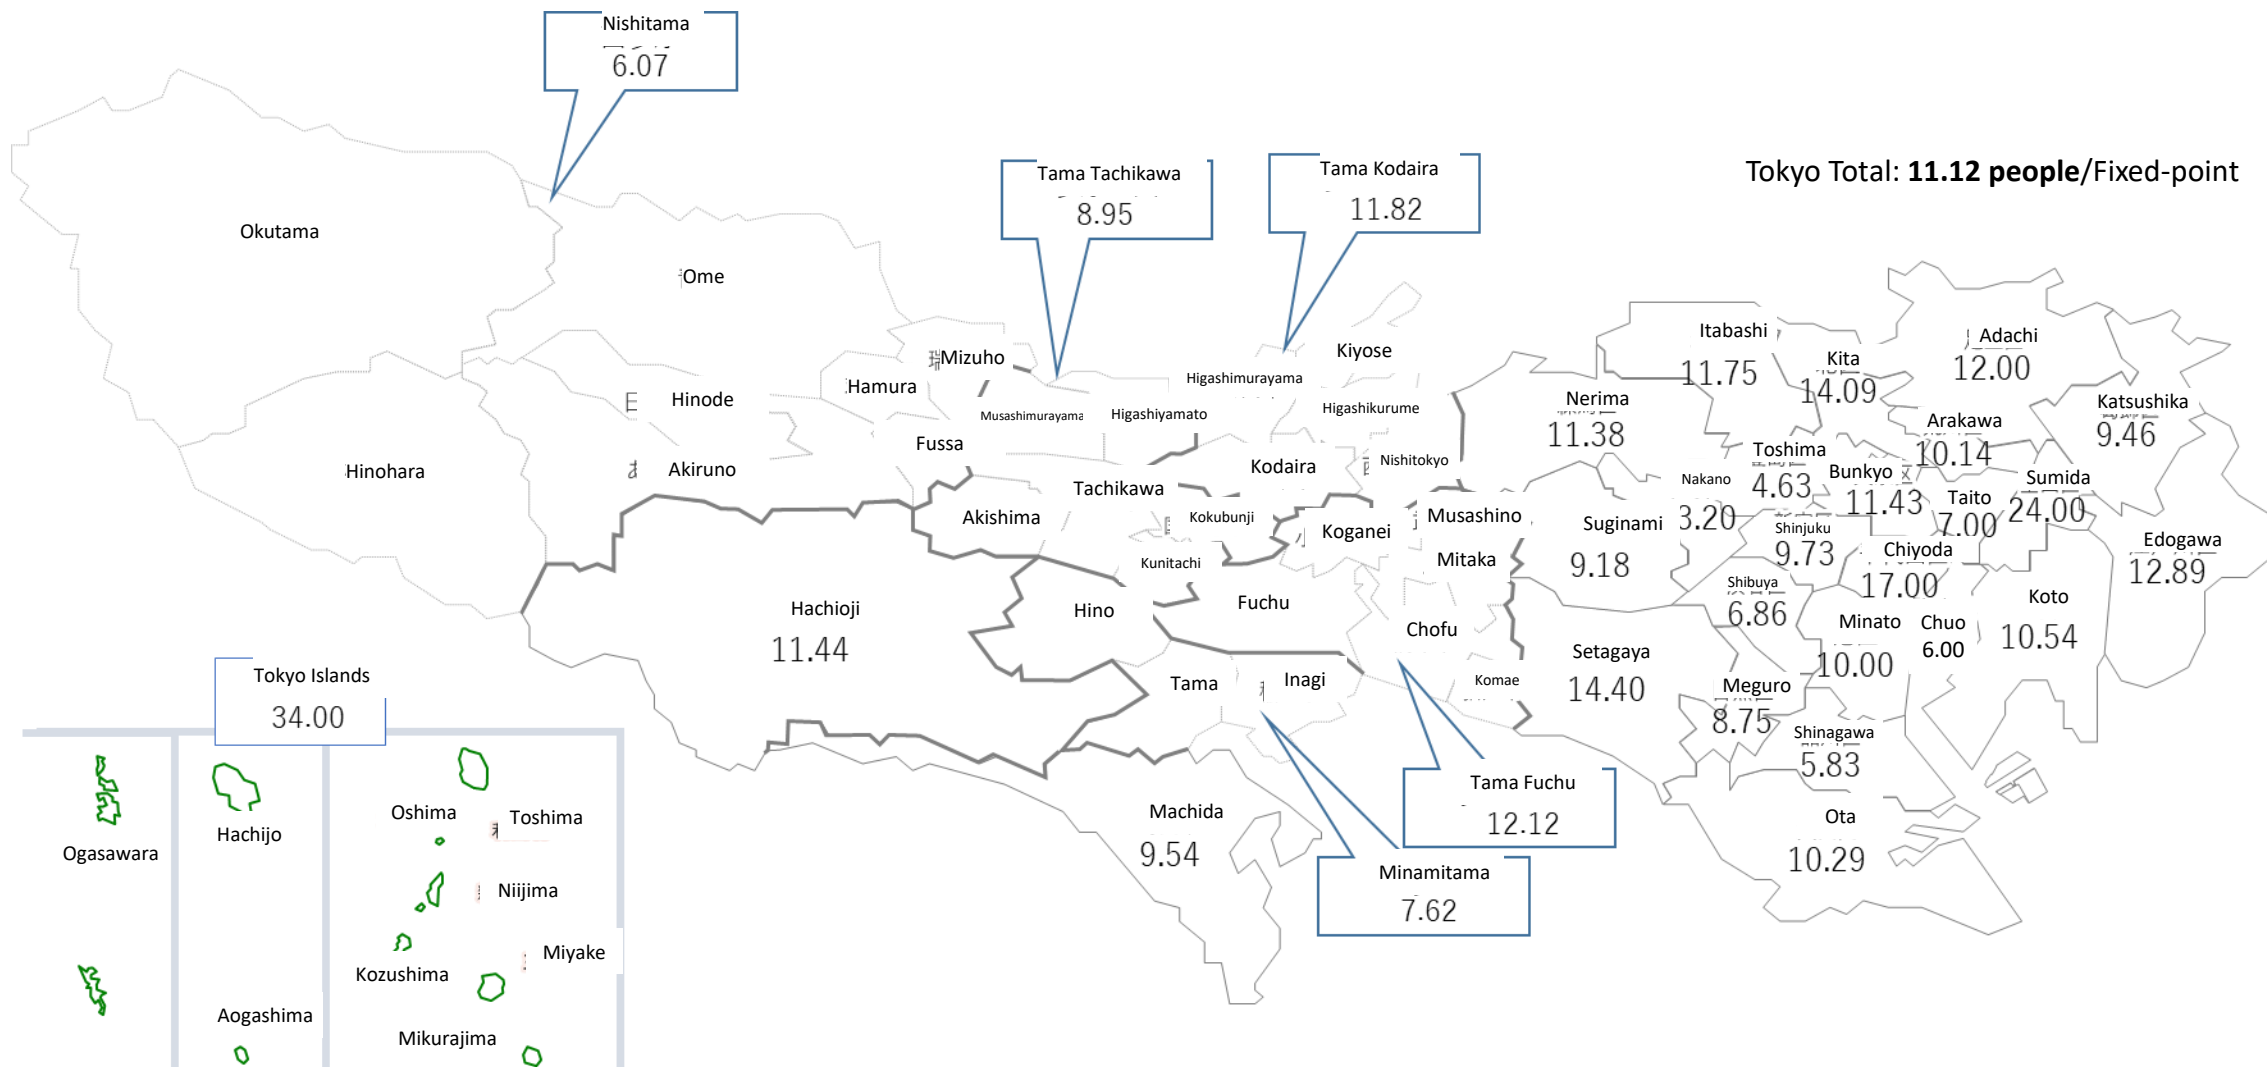 Nishitama
6.07
Tama Tachikawa
8.95
Tama Kodaira
11.82
Tokyo Total: 11.12 people/Fixed-point
Okutama
Ome
Mizuho
Hamura
Hinode
Musashimurayama
Higashiyamato
Higashimurayama
Kiyose
Higashikurume
Fussa
Hinohara
Akiruno
Kodaira
Nishitokyo
Tachikawa
Akishima
Kokubunji
Koganei
Musashino
Mitaka
Kunitachi
Hachioji
11.44
Hino
Fuchu
Chofu
Tama
Inagi
Komae
Itabashi
11.75
Kita
14.09
Adachi
12.00
Nerima
11.38
Arakawa
10.14
Katsushika
9.46
Toshima
4.63
Bunkyo
11.43
Nakano
3.20
Taito
7.00
Sumida
24.00
Suginami
9.18
Shinjuku
9.73
Chiyoda
17.00
Edogawa
12.89
Shibuya
6.86
Minato
10.00
Chuo
6.00
Koto
10.54
Setagaya
14.40
Meguro
8.75
Shinagawa
5.83
Ota
10.29
Tama Fuchu
12.12
Machida
9.54
Minamitama
7.62
Tokyo Islands
34.00
Ogasawara
Hachijo
Aogashima
Oshima
Toshima
Niijima
Kozushima
Miyake
Mikurajima